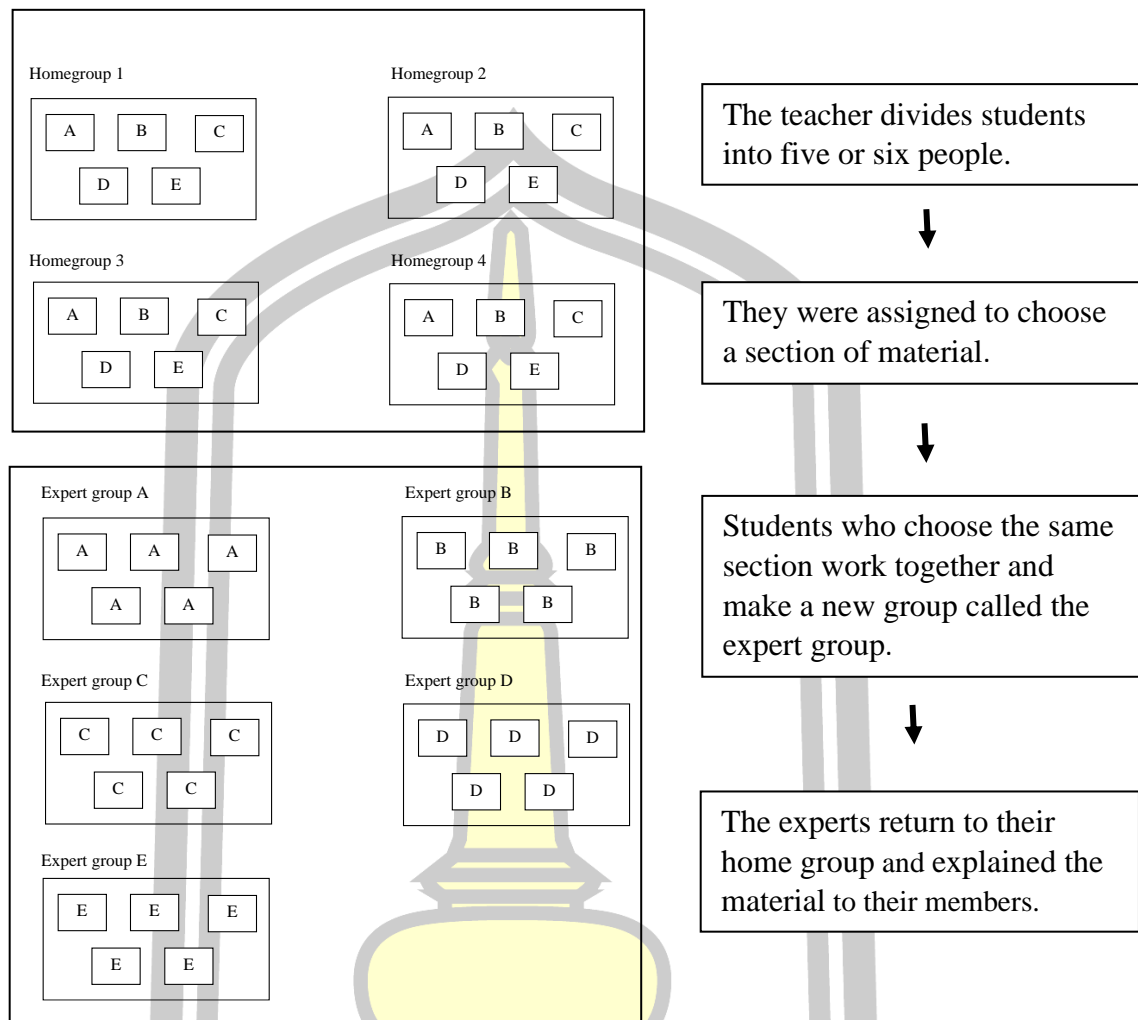 Homegroup 1
Homegroup 2
A B C
D E
A B C
D E
Homegroup 3
Homegroup 4
A B C
D E
A B C
D E
Expert group A
Expert group B
A A A
A A
B B B
B B
Expert group C
Expert group D
C C C
C C
D D D
D D
Expert group E
E E E
E E
The teacher divides students
into five or six people.
They were assigned to choose
a section of material.
Students who choose the same
section work together and
make a new group called the
expert group.
The experts return to their
home group and explained the
material to their members.